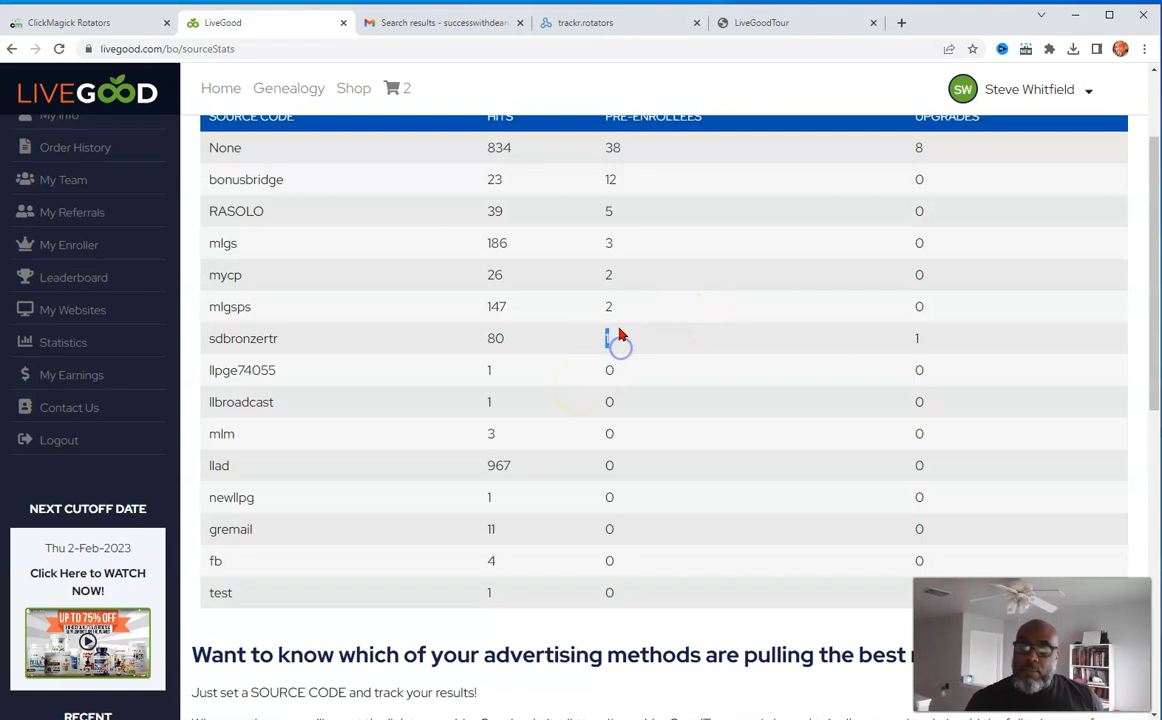 ClickMagick Rotators
LiveGood
Search results - successwithdean
trackr.rotators
LiveGoodTour
livegood.com/bo/sourceStats
LIVEGOOD
Home Genealogy Shop 2
SW Steve Whitfield
My Info
Order History
My Team
My Referrals
My Enroller
Leaderboard
My Websites
Statistics
$ My Earnings
Contact Us
Logout
NEXT CUTOFF DATE
Thu 2-Feb-2023
Click Here to WATCH
NOW!
UP TO 75% OFF
RECENT
SOURCE CODE HITS PRE-ENROLLEES UPGRADES
None 834 38 8
bonusbridge 23 12 0
RASOLO 39 5 0
mlgs 186 3 0
mycp 26 2 0
mlgsps 147 2 0
sdbronzertr 80 1 1
llpge74055 1 0 0
llbroadcast 1 0 0
mlm 3 0 0
llad 967 0 0
newllpg 1 0 0
gremail 11 0 0
fb 4 0
test 1 0
Want to know which of your advertising methods are pulling the best
Just set a SOURCE CODE and track your results!